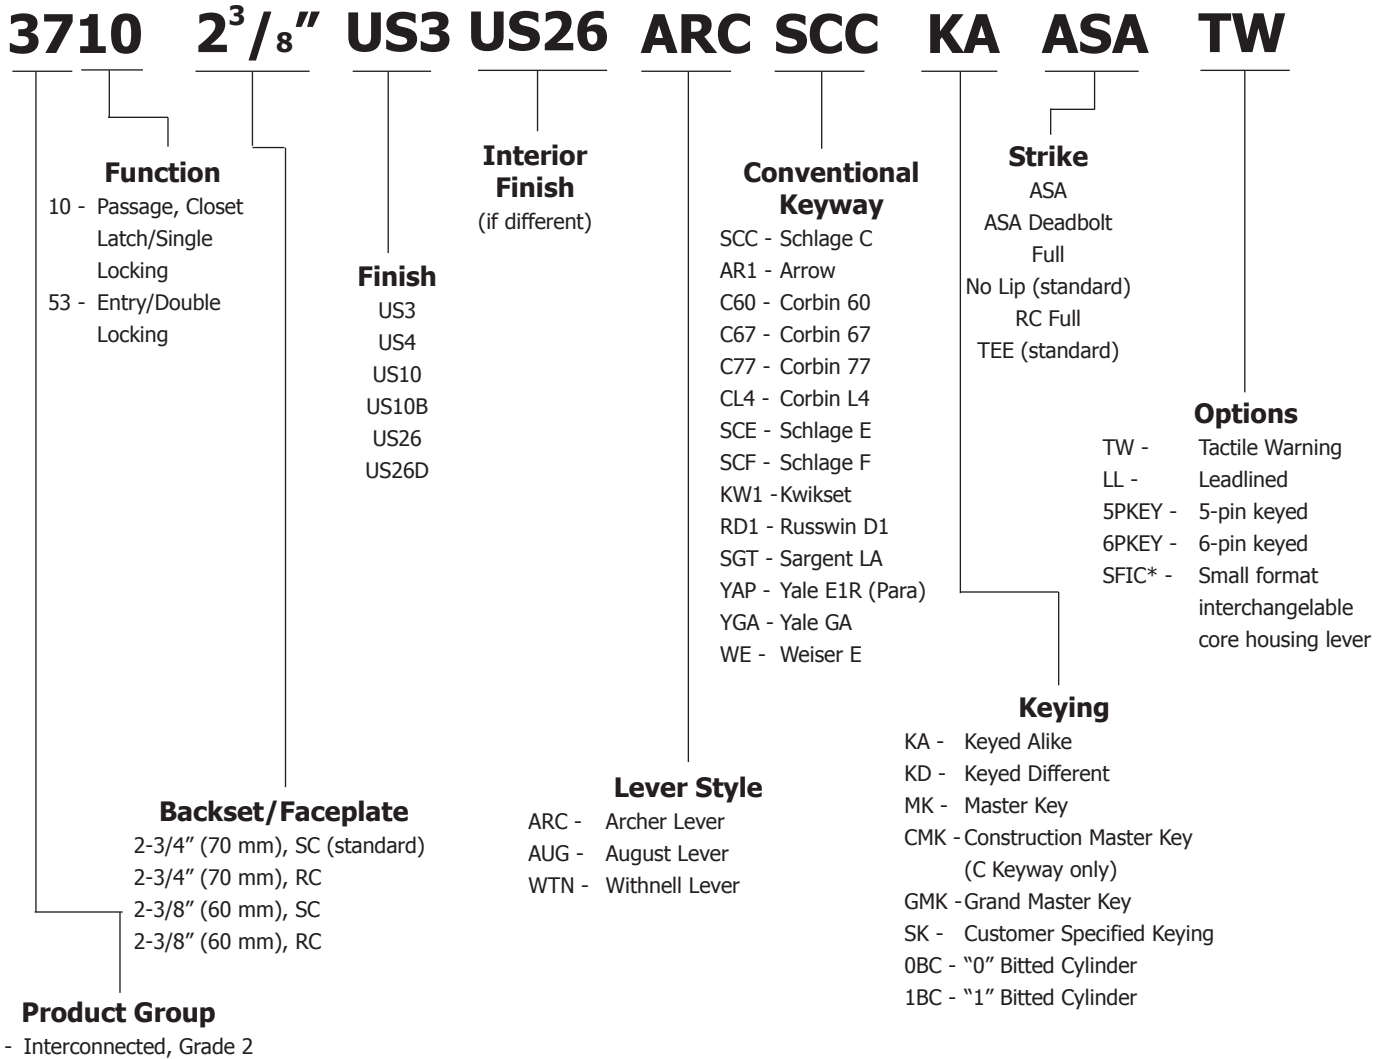 3710 2 3/8" US3 US26 ARC SCC KA ASA TW
Function
10 - Passage, Closet
Latch/Single
Locking
53 - Entry/Double
Locking
Backset/Faceplate
2-3/4" (70 mm), SC (standard)
2-3/4" (70 mm), RC
2-3/8" (60 mm), SC
2-3/8" (60 mm), RC
Product Group
- Interconnected, Grade 2
Finish
US3
US4
US10
US10B
US26
US26D
Interior
Finish
(if different)
Lever Style
ARC - Archer Lever
AUG - August Lever
WTN - Withnell Lever
Conventional
Keyway
SCC - Schlage C
AR1 - Arrow
C60 - Corbin 60
C67 - Corbin 67
C77 - Corbin 77
CL4 - Corbin L4
SCE - Schlage E
SCF - Schlage F
KW1 - Kwikset
RD1 - Russwin D1
SGT - Sargent LA
YAP - Yale E1R (Para)
YGA - Yale GA
WE - Weiser E
Strike
ASA
ASA Deadbolt
Full
No Lip (standard)
RC Full
TEE (standard)
Keying
KA - Keyed Alike
KD - Keyed Different
MK - Master Key
CMK - Construction Master Key
(C Keyway only)
GMK - Grand Master Key
SK - Customer Specified Keying
0BC - “0” Bitted Cylinder
1BC - “1” Bitted Cylinder
Options
TW - Tactile Warning
LL - Leadlined
5PKEY - 5-pin keyed
6PKEY - 6-pin keyed
SFIC* - Small format
interchangelable
core housing lever